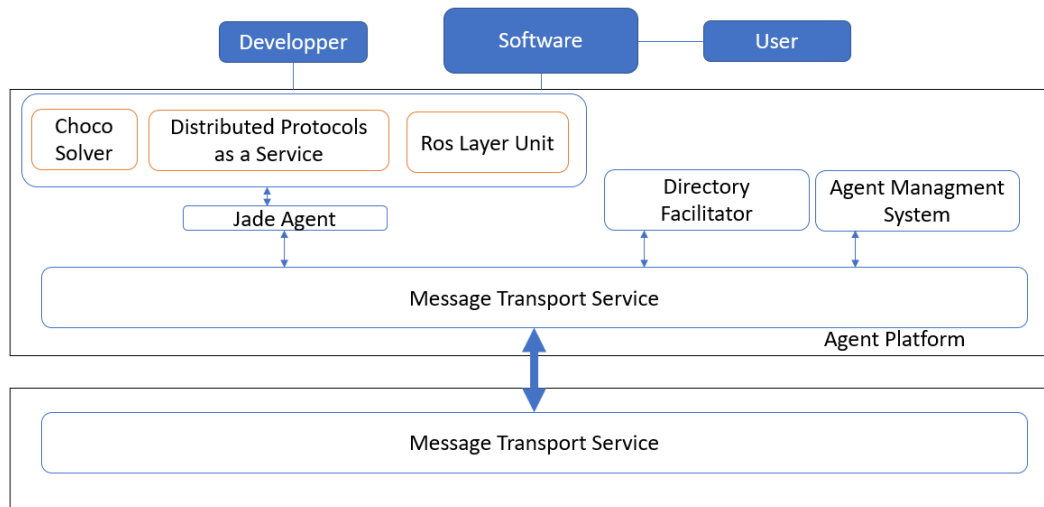 Developper
Software
User
Choco
Solver
Distributed Protocols
as a Service
Ros Layer Unit
Directory
Facilitator
Agent Managment
System
Jade Agent
Message Transport Service
Agent Platform
Message Transport Service